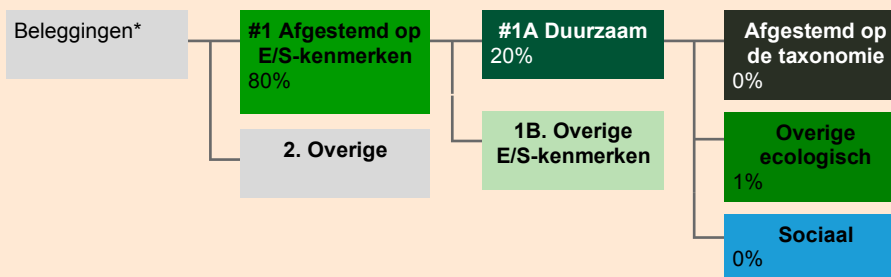 Beleggingen*
#1 Afgestemd op
E/S-kenmerken
80%
2. Overige
#1A Duurzaam
20%
1B. Overige
E/S-kenmerken
Afgestemd op
de taxonomie
0%
Overige
ecologisch
1%
Sociaal
0%